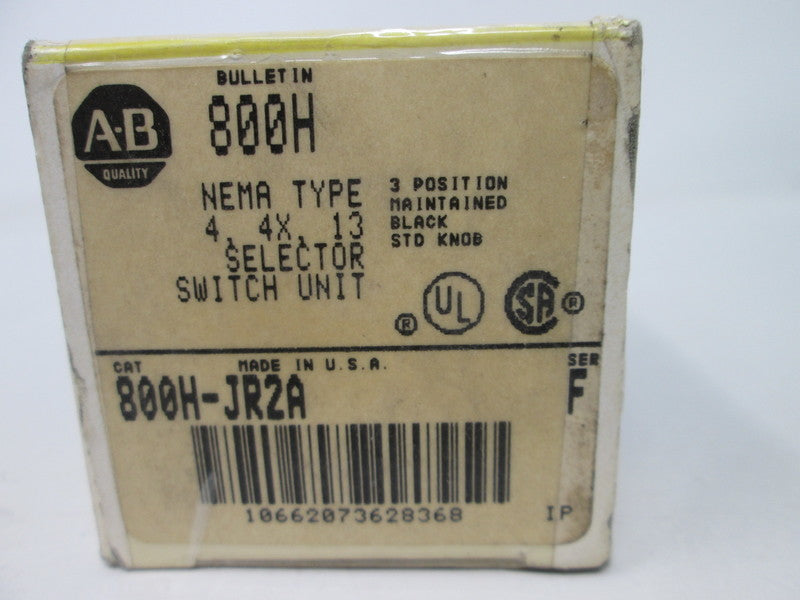 BULLETIN
800H
A-B
QUALITY
NEMA TYPE
4, 4X, 13
SELECTOR
SWITCH UNIT
3 POSITION
MAINTAINED
BLACK
STD KNOB
® UL
SA ®
CAT
MADE IN U.S.A.
SER
800H-JR2A
F
10662073628368
IP